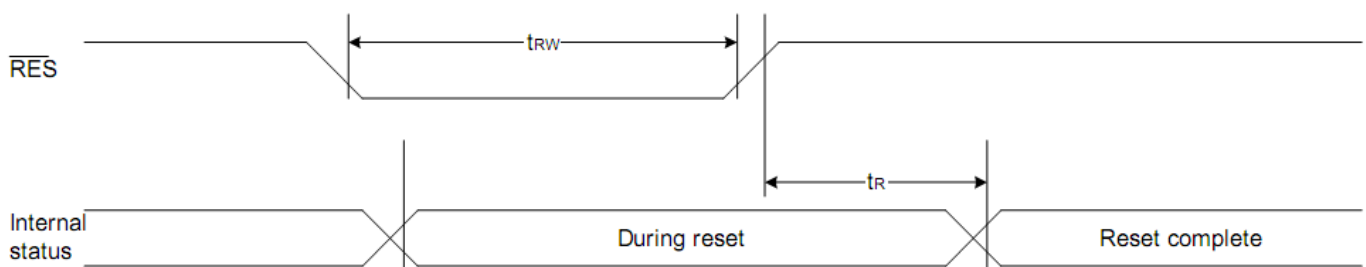 tRW
RES
tR
Internal
status
During reset
Reset complete